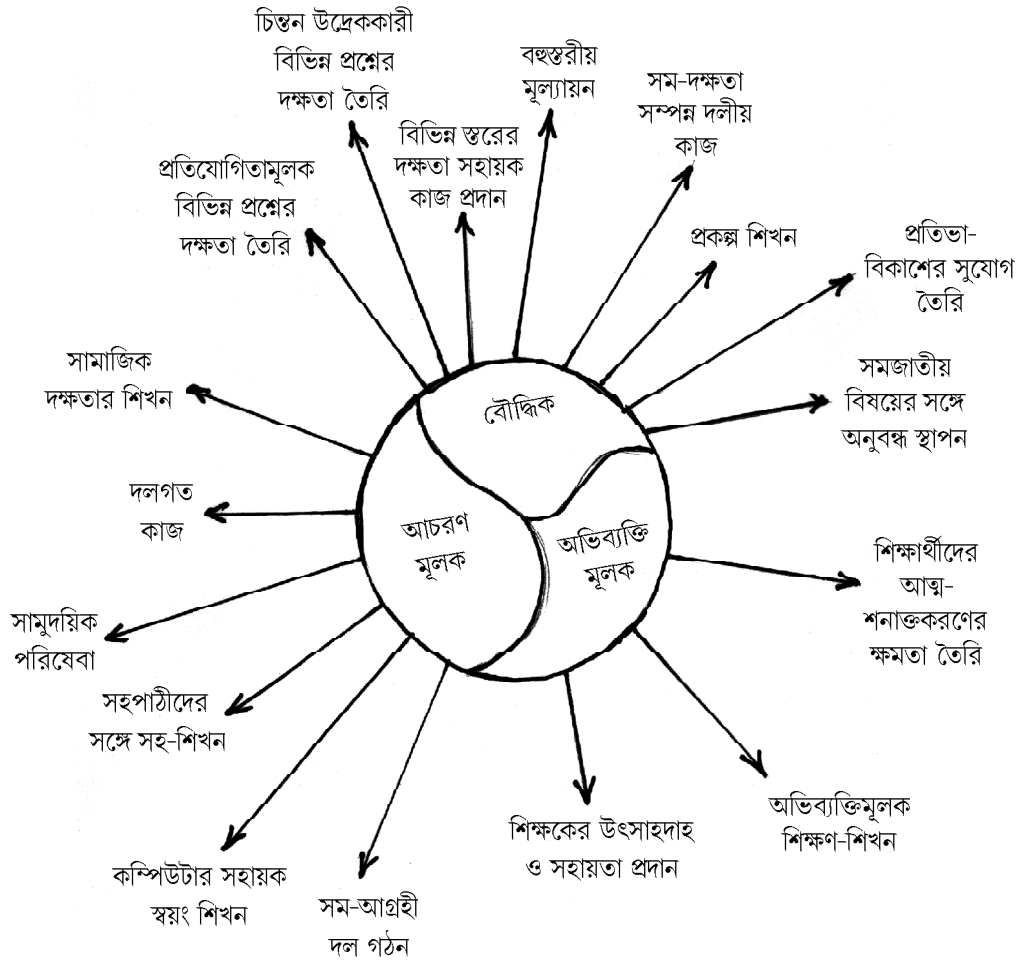 চিন্তন উদ্রেককারী
বিভিন্ন প্রশ্নের
দক্ষতা তৈরি
বহুস্তরীয়
মূল্যায়ন
সম-দক্ষতা
সম্পন্ন দলীয়
কাজ
বিভিন্ন স্তরের
দক্ষতা সহায়ক
কাজ প্রদান
প্রতিযোগিতামূলক
বিভিন্ন প্রশ্নের
দক্ষতা তৈরি
প্রকল্প শিখন
প্রতিভা-
বিকাশের সুযোগ
তৈরি
সামাজিক
দক্ষতার শিখন
সমজাতীয়
বিষয়ের সঙ্গে
অনুবন্ধ স্থাপন
বৌদ্ধিক
দলগত
কাজ
আচরণ
মূলক
অভিব্যক্তি
মূলক
শিক্ষার্থীদের
আত্ম-
শনাক্তকরণের
ক্ষমতা তৈরি
সামুদয়িক
পরিষেবা
সহপাঠীদের
সঙ্গে সহ-শিখন
অভিব্যক্তিমূলক
শিক্ষণ-শিখন
শিক্ষকের উৎসাহদাহ
ও সহায়তা প্রদান
কম্পিউটার সহায়ক
স্বয়ং শিখন
সম-আগ্রহী
দল গঠন